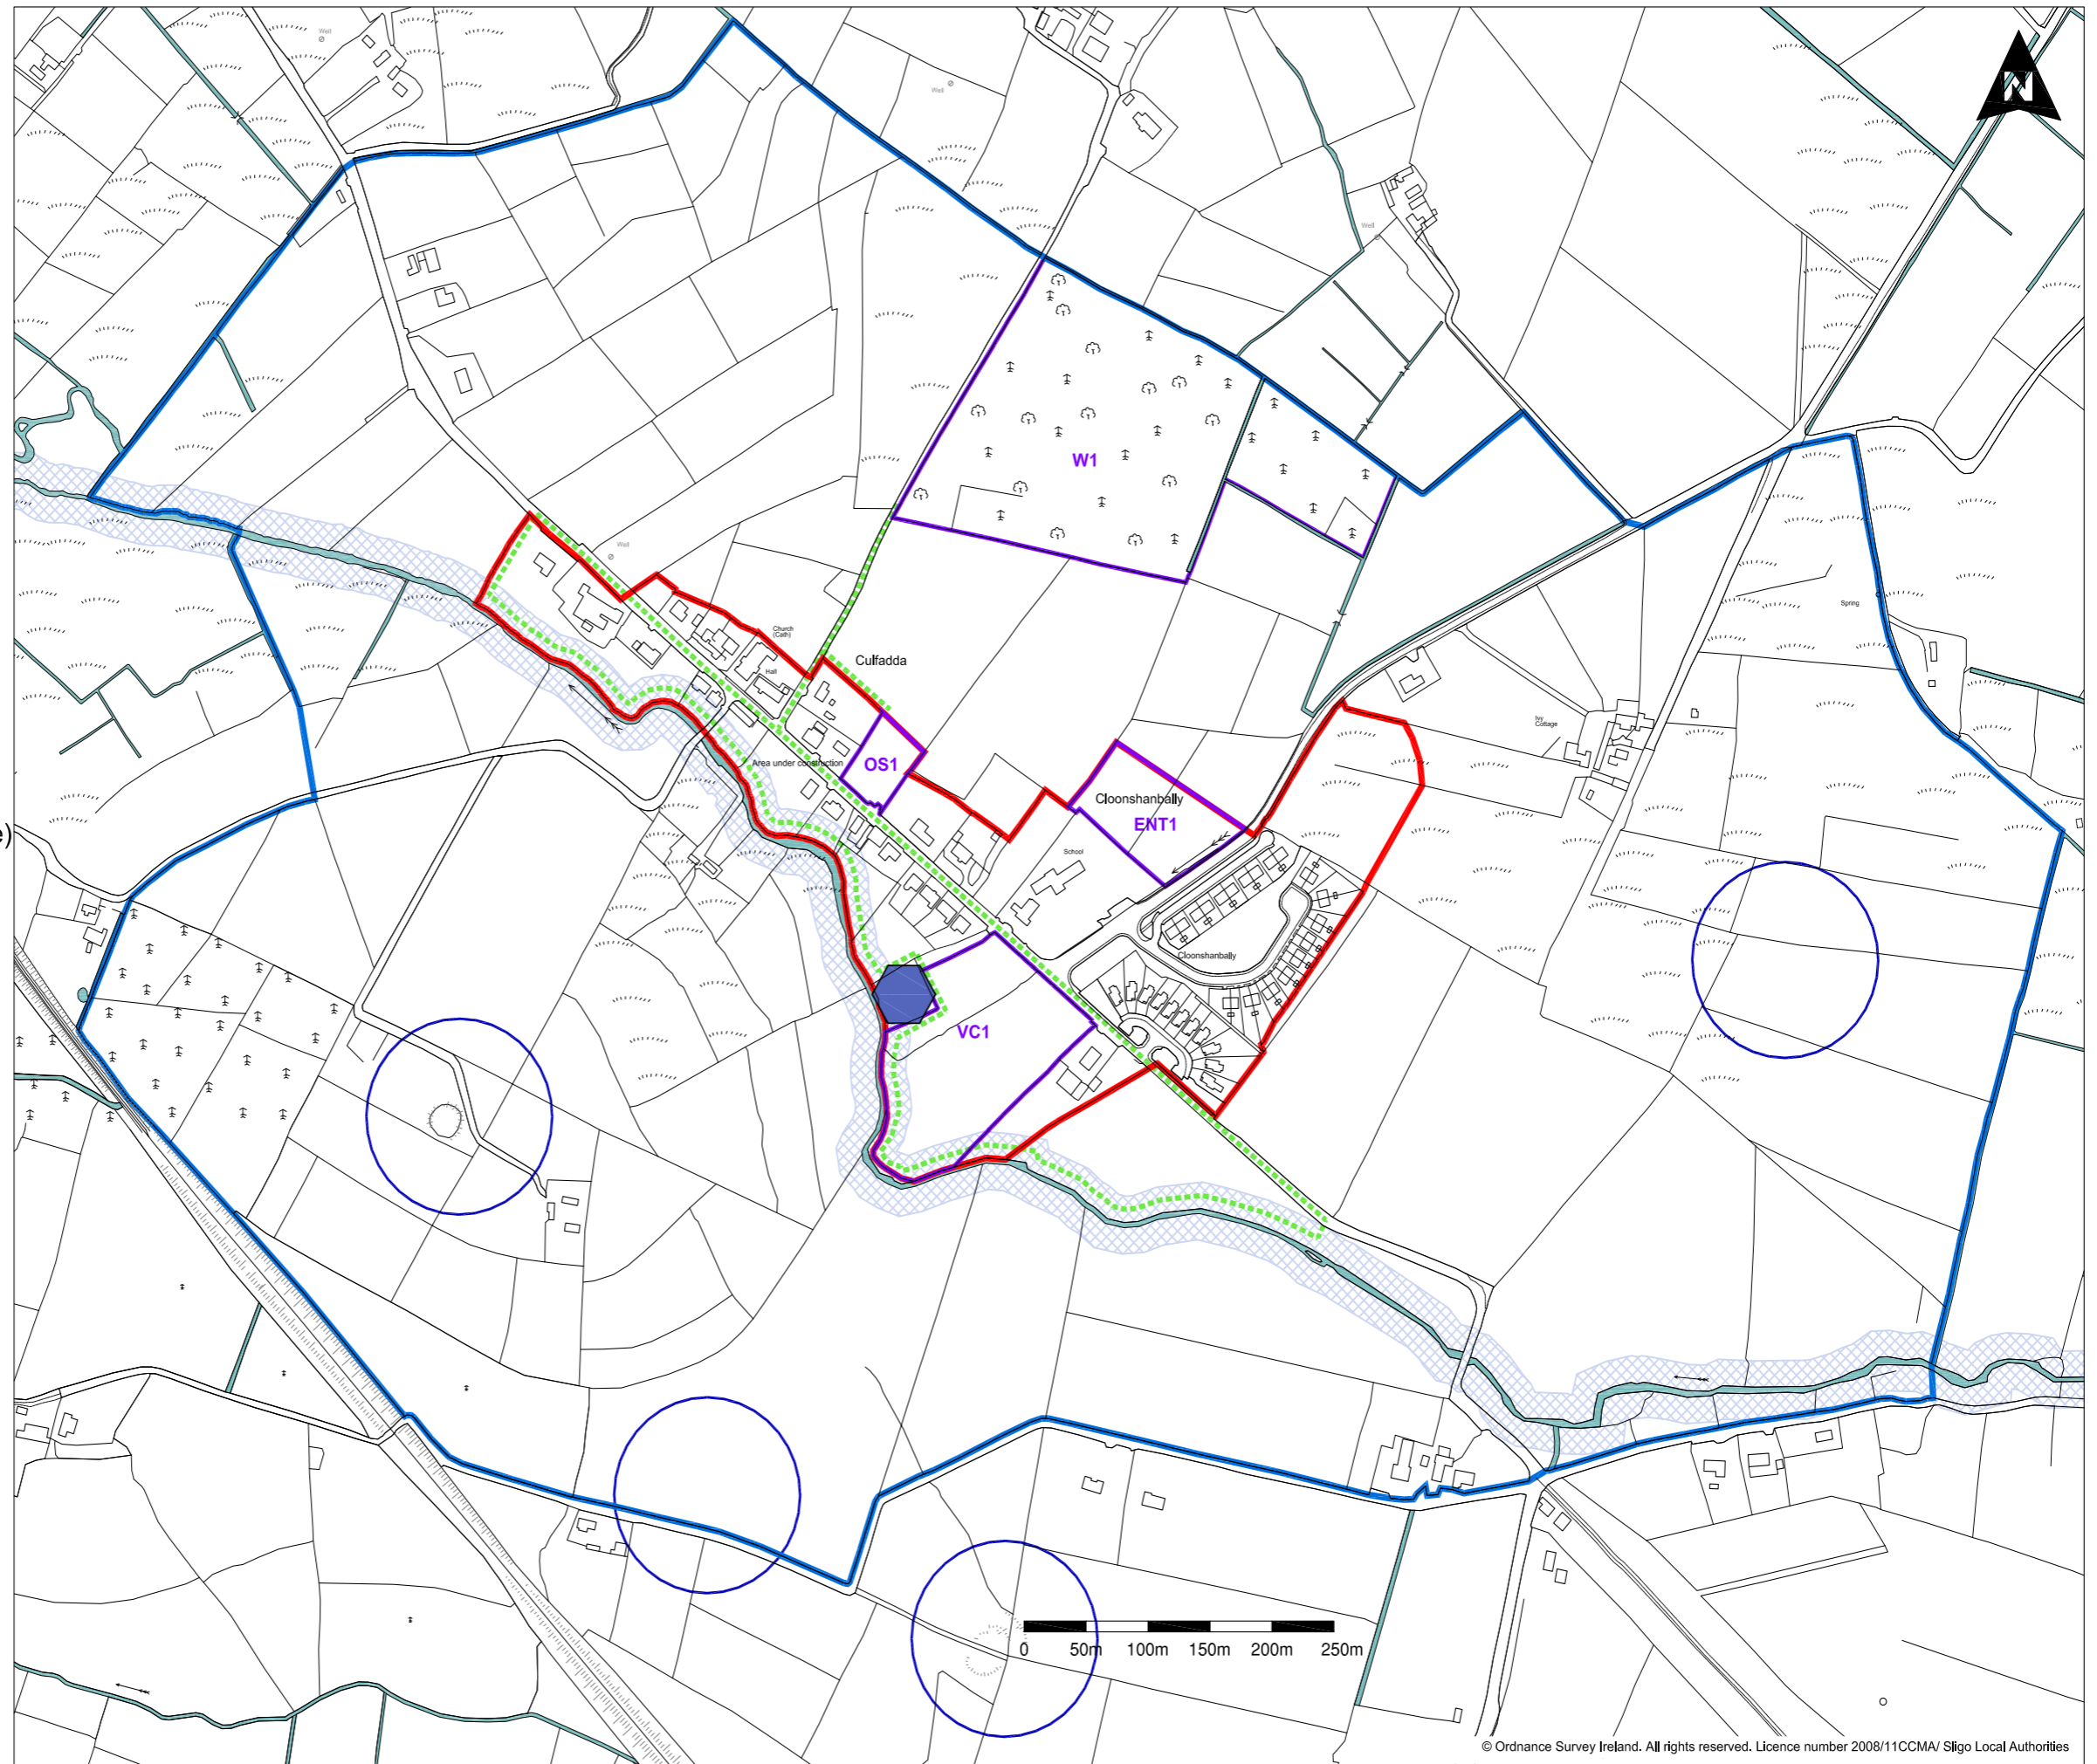 Well
N
Well
Well
W1
Well
Spring
Church
(Cath)
Culfadda
Hall
Ivy
Cottage
Area under construction
OS1
Cloonshanbally
ENT1
e)
School
Cloonshanbally
VC1
0 50m 100m 150m 200m 250m
© Ordnance Survey Ireland. All rights reserved. Licence number 2008/11CCMA/ Sligo Local Authorities